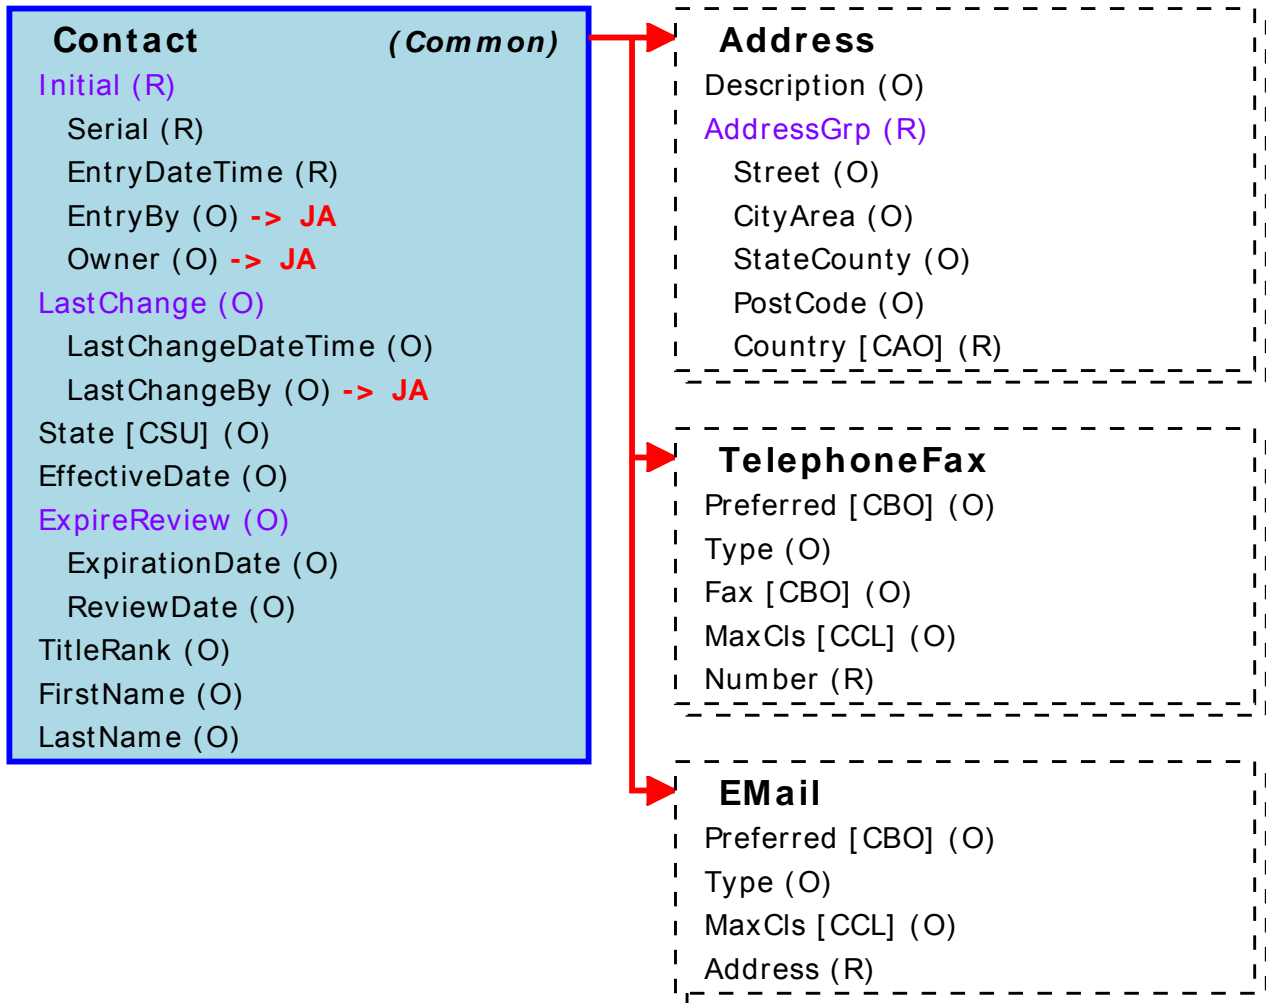 Contact (Common)
Initial (R)
Serial (R)
EntryDateTime (R)
EntryBy (O) -> JA
Owner (O) -> JA
LastChange (O)
LastChangeDateTime (O)
LastChangeBy (O) -> JA
State [CSU] (O)
EffectiveDate (O)
ExpireReview (O)
ExpirationDate (O)
ReviewDate (O)
TitleRank (O)
FirstName (O)
LastName (O)
Address
Description (O)
AddressGrp (R)
Street (O)
CityArea (O)
StateCounty (O)
PostCode (O)
Country [CAO] (R)
TelephoneFax
Preferred [CBO] (O)
Type (O)
Fax [CBO] (O)
MaxCls [CCL] (O)
Number (R)
EMail
Preferred [CBO] (O)
Type (O)
MaxCls [CCL] (O)
Address (R)